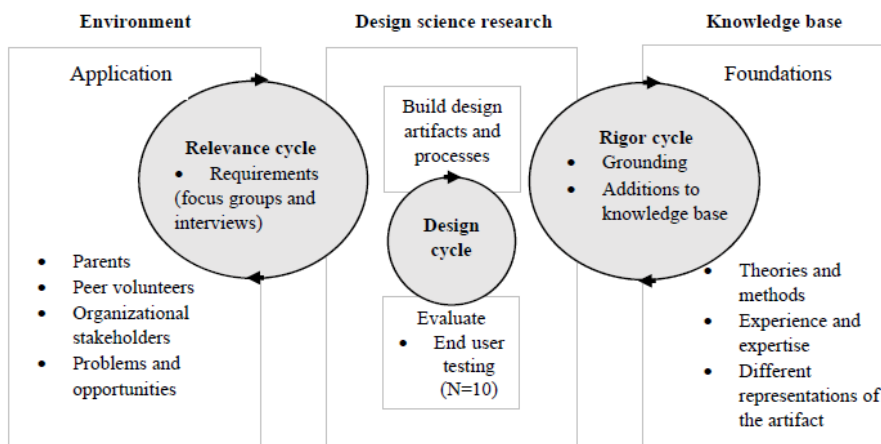 Environment
Design science research
Knowledge base
Application
Relevance cycle
• Requirements
(focus groups and
interviews)
• Parents
• Peer volunteers
• Organizational
stakeholders
• Problems and
opportunities
Build design
artifacts and
processes
Design
cycle
Evaluate
• End user
testing
(N=10)
Foundations
Rigor cycle
• Grounding
• Additions to
knowledge base
• Theories and
methods
• Experience and
expertise
• Different
representations of
the artifact